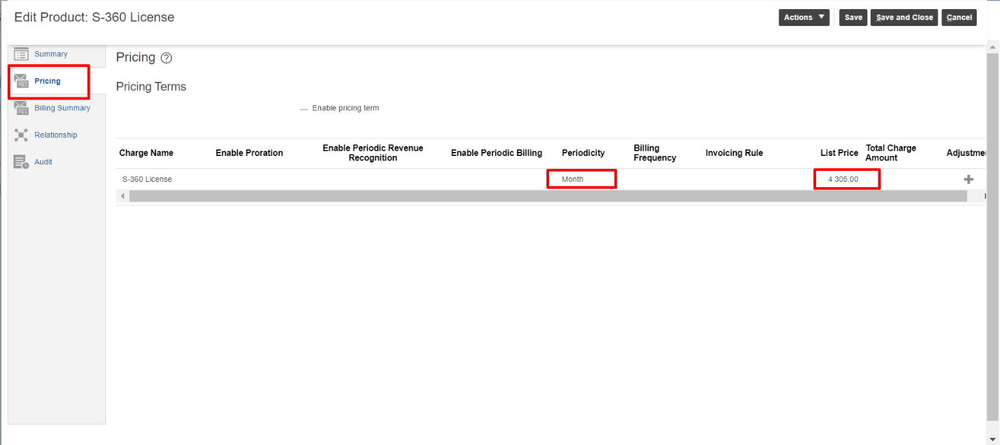 Edit Product: S-360 License
Actions
Save
Save and Close
Cancel
Summary
Pricing
Billing Summary
Relationship
Audit
Pricing ?
Pricing Terms
Enable pricing term
Charge Name
Enable Proration
Enable Periodic Revenue
Recognition
Enable Periodic Billing
Periodicity
Billing
Frequency
Invoicing Rule
List Price
Total Charge
Amount
Adjustme
S-360 License
Month
4 305,00